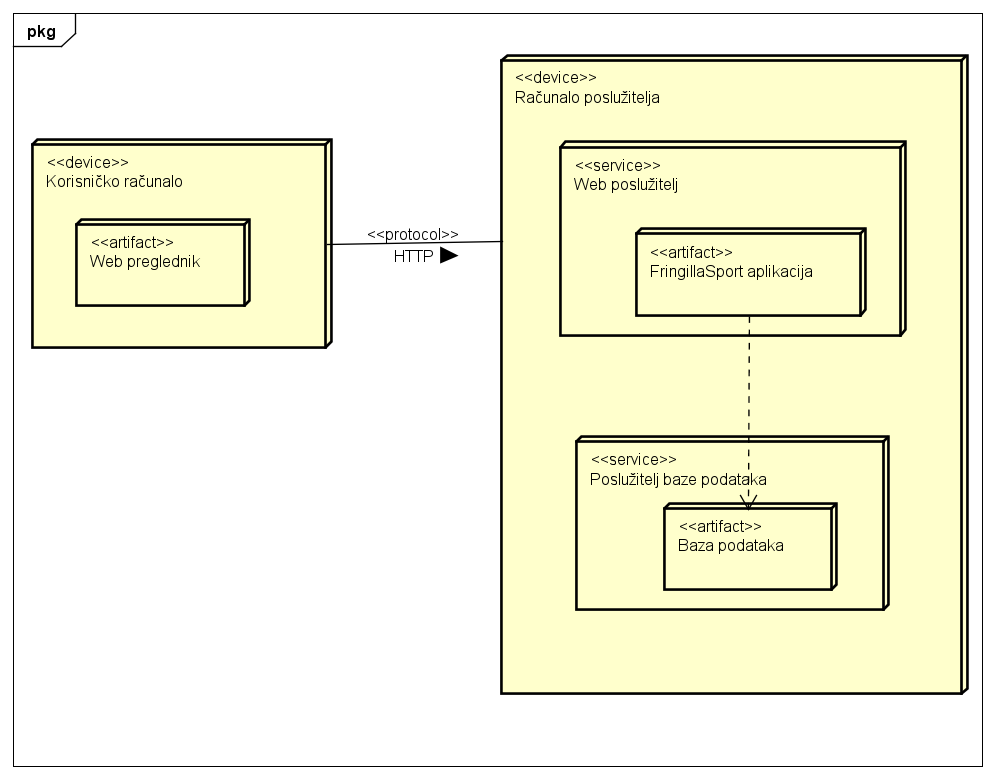 pkg
<<device>>
Korisničko računalo
<<artifact>>
Web preglednik
<<protocol>>
HTTP
<<device>>
Računalo poslužitelja
<<service>>
Web poslužitelj
<<artifact>>
FringillaSport aplikacija
<<service>>
Poslužitelj baze podataka
<<artifact>>
Baza podataka